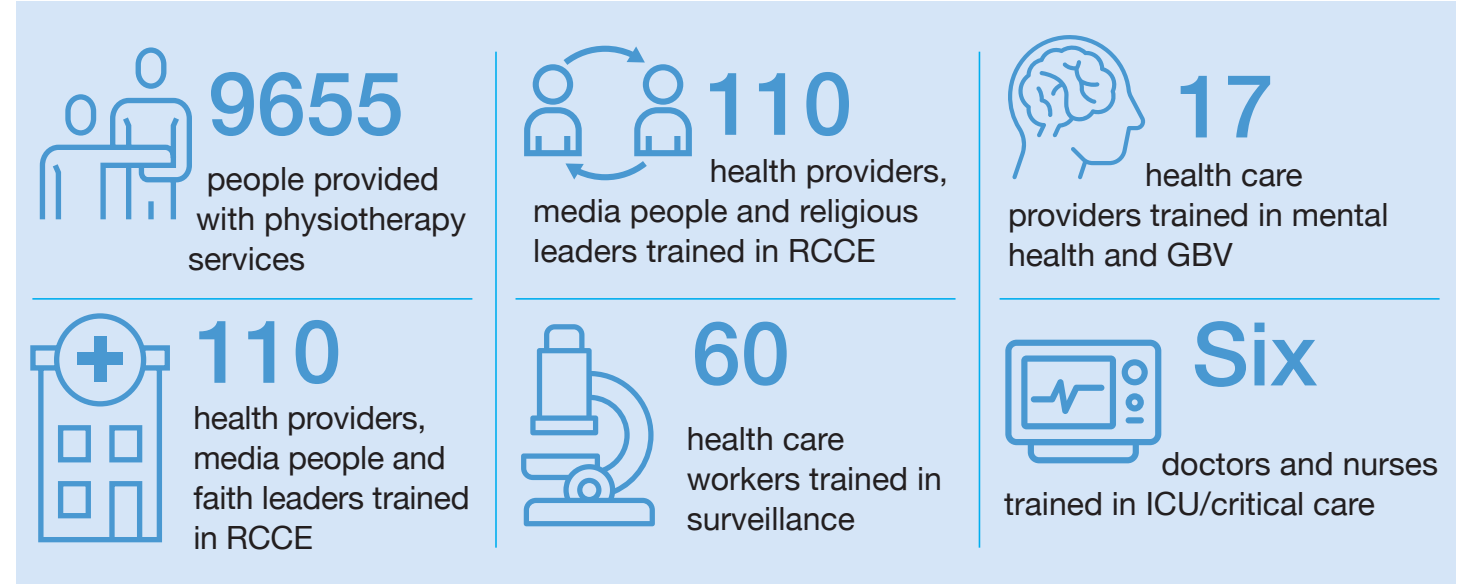 9655
people provided
with physiotherapy
services
110
health providers,
media people and religious
leaders trained in RCCE
17
health care
providers trained in mental
health and GBV
110
health providers,
media people and
faith leaders trained
in RCCE
60
health care
workers trained in
surveillance
Six
doctors and nurses
trained in ICU/critical care